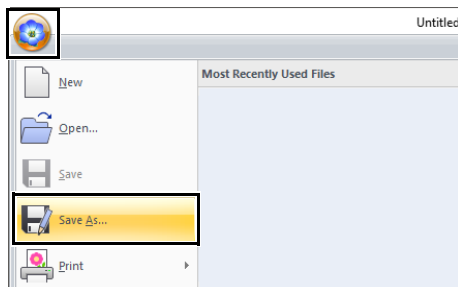 Untitled
Most Recently Used Files
New
Open...
Save
Save As...
Print